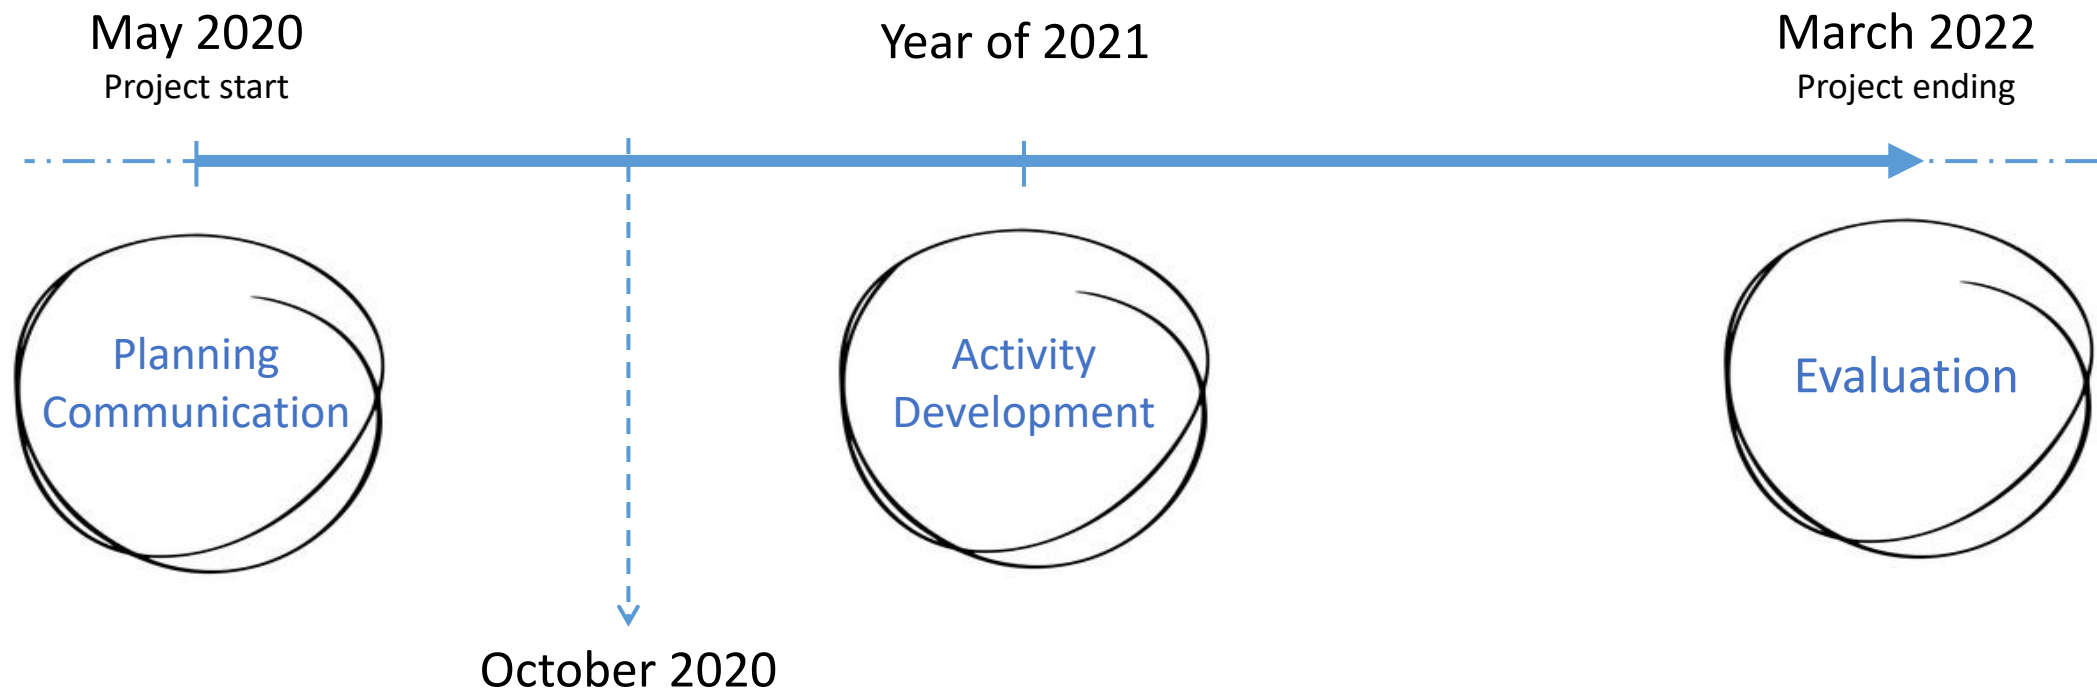 May 2020
Project start
Year of 2021
March 2022
Project ending
Planning
Communication
Activity
Development
Evaluation
October 2020